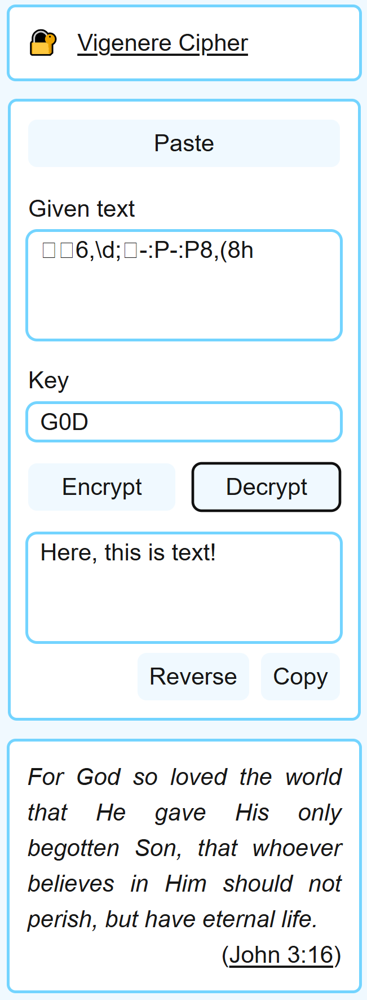 Vigenere Cipher
Paste
Given text
□□6,\d;□-:P-:P8,(8h
Key
G0D
Encrypt
Decrypt
Here, this is text!
Reverse
Copy
For God so loved the world
that He gave His only
begotten Son, that whoever
believes in Him should not
perish, but have eternal life.
(John 3:16)